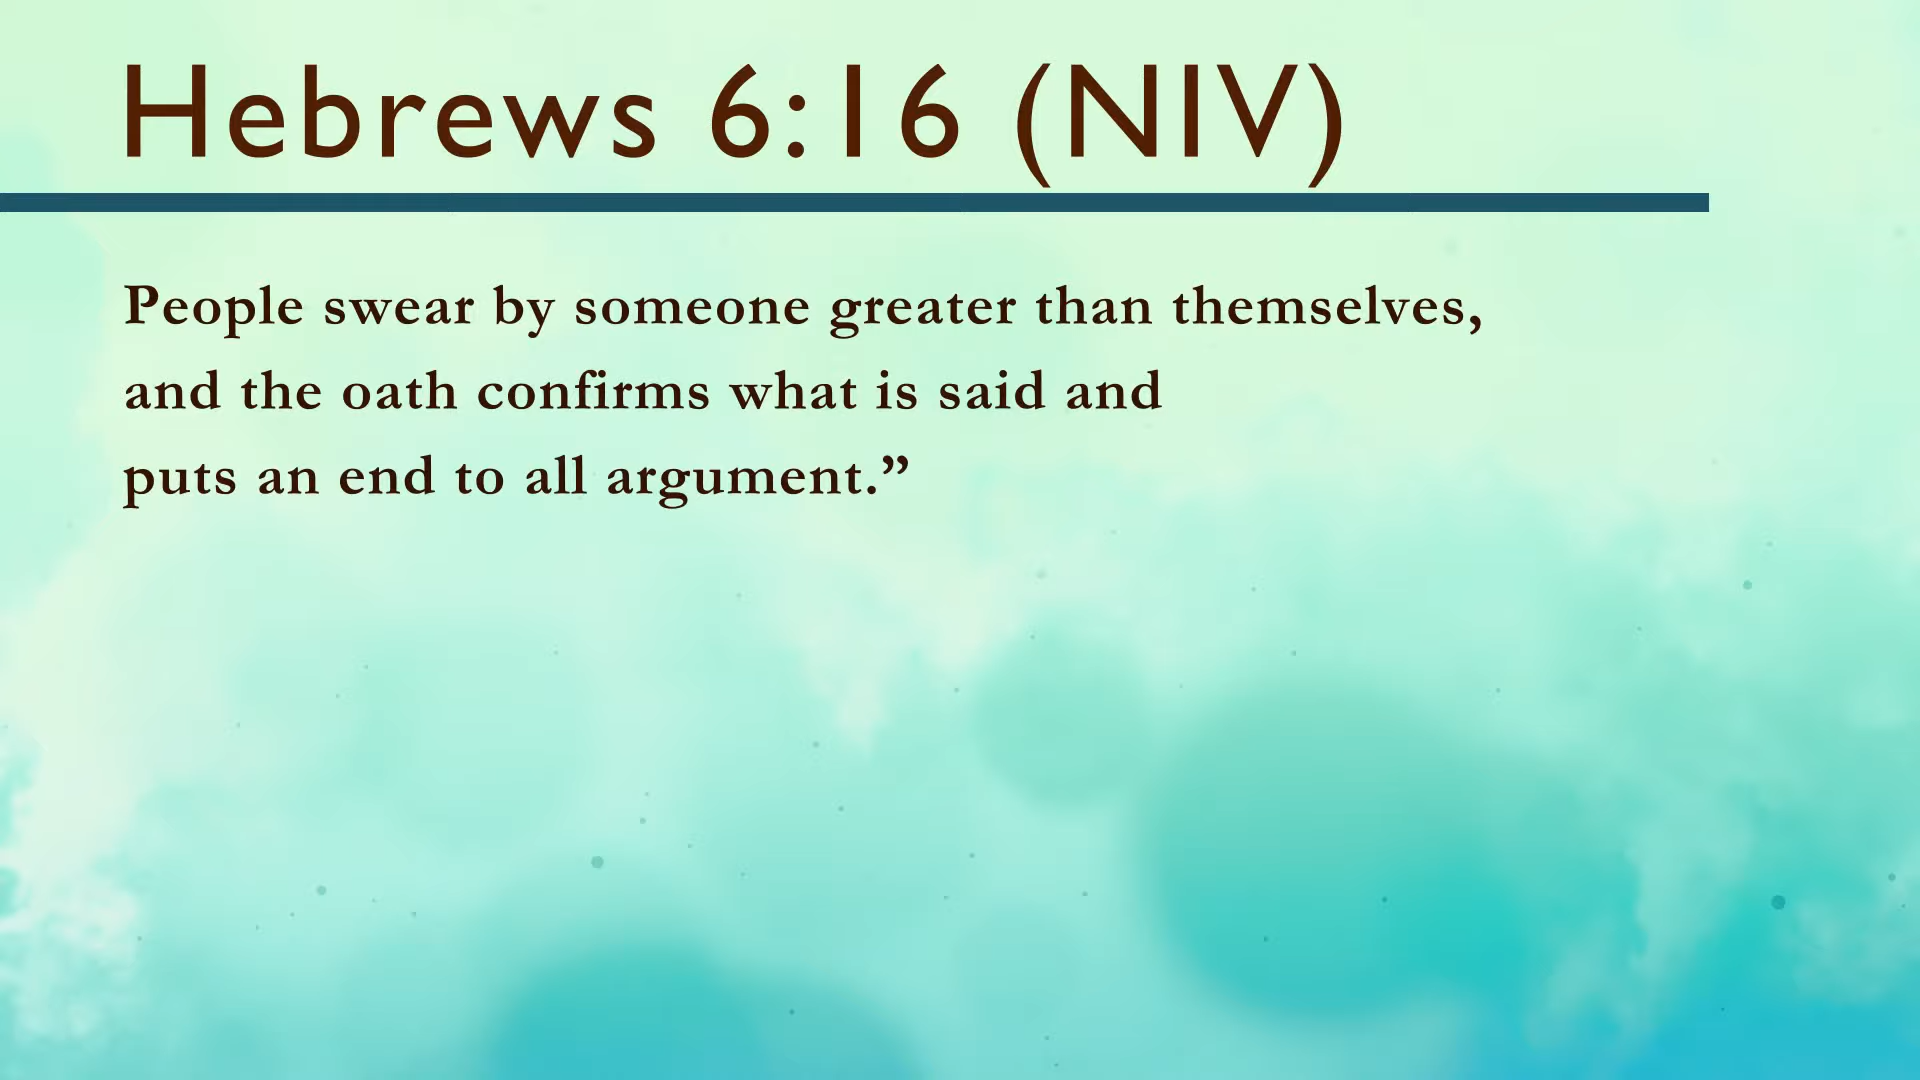 Hebrews 6:16 (NIV)
People swear by someone greater than themselves,
and the oath confirms what is said and
puts an end to all argument.”